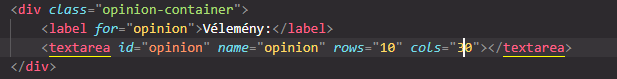 <div class="opinion-container">
<label for="opinion">Vélemény:</label>
<textarea id="opinion" name="opinion" rows="10" cols="30"></textarea>
</div>